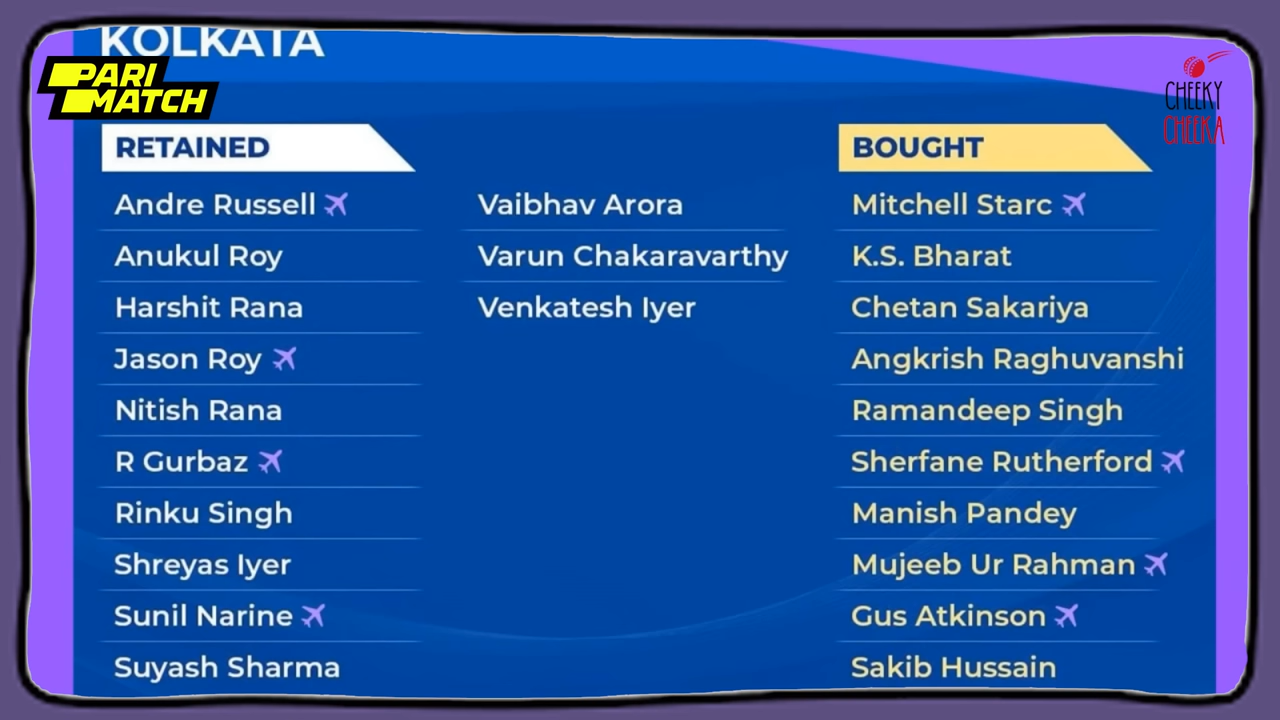 KOLKATA
PARI
MATCH
CHEEKY
CHEEKA
RETAINED
Andre Russell
Anukul Roy
Harshit Rana
Jason Roy
Nitish Rana
R Gurbaz
Rinku Singh
Shreyas Iyer
Sunil Narine
Suyash Sharma
Vaibhav Arora
Varun Chakaravarthy
Venkatesh Iyer
BOUGHT
Mitchell Starc
K.S. Bharat
Chetan Sakariya
Angkrish Raghuvanshi
Ramandeep Singh
Sherfane Rutherford
Manish Pandey
Mujeeb Ur Rahman
Gus Atkinson
Sakib Hussain